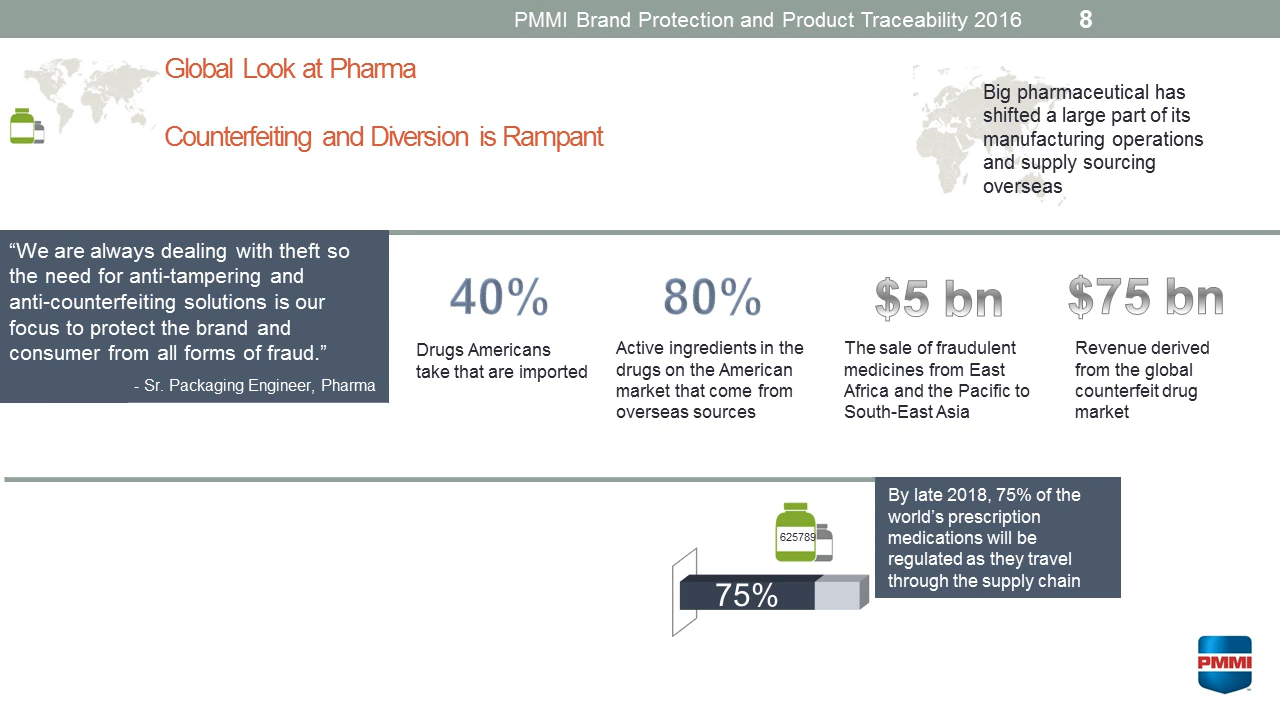 PMMI Brand Protection and Product Traceability 2016
8
Global Look at Pharma
Counterfeiting and Diversion is Rampant
Big pharmaceutical has
shifted a large part of its
manufacturing operations
and supply sourcing
overseas
“We are always dealing with theft so
the need for anti-tampering and
anti-counterfeiting solutions is our
focus to protect the brand and
consumer from all forms of fraud.”
- Sr. Packaging Engineer, Pharma
40%
Drugs Americans
take that are imported
80%
Active ingredients in the
drugs on the American
market that come from
overseas sources
$5 bn
The sale of fraudulent
medicines from East
Africa and the Pacific to
South-East Asia
$75 bn
Revenue derived
from the global
counterfeit drug
market
625789
75%
By late 2018, 75% of the
world’s prescription
medications will be
regulated as they travel
through the supply chain
PMMI